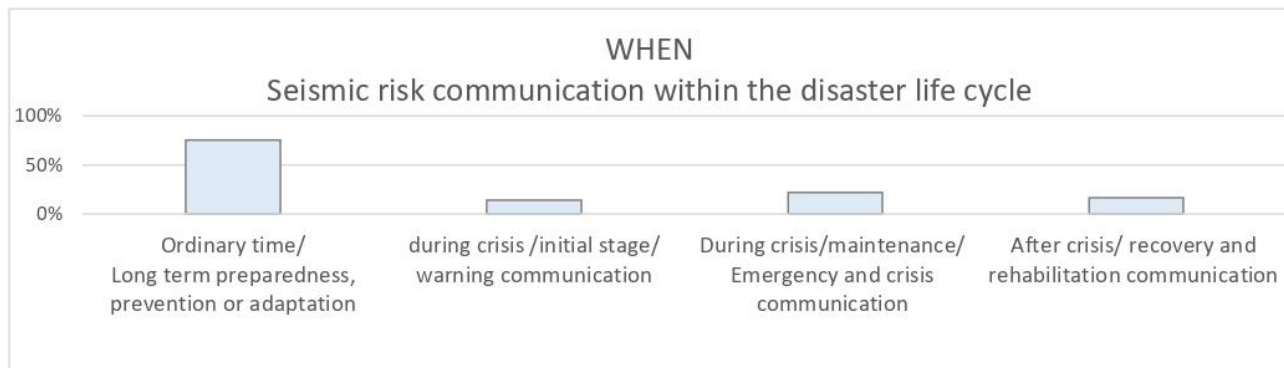 WHEN
Seismic risk communication within the disaster life cycle
100%
50%
0%
Ordinary time/
Long term preparedness,
prevention or adaptation
during crisis /initial stage/
warning communication
During crisis/maintenance/
Emergency and crisis
communication
After crisis/ recovery and
rehabilitation communication